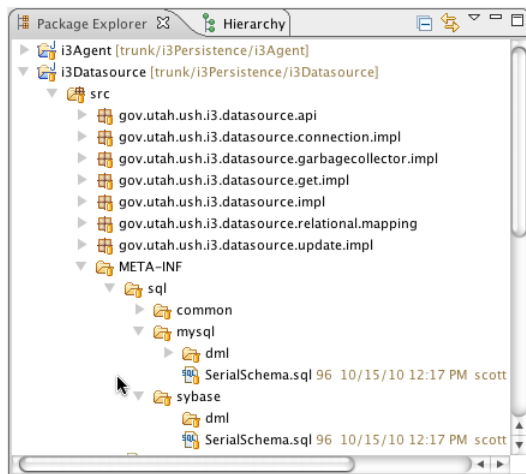 Package Explorer Hierarchy
i3Agent [trunk/i3Persistence/i3Agent]
i3Datasource [trunk/i3Persistence/i3Datasource]
src
gov.utah.ush.i3.datasource.api
gov.utah.ush.i3.datasource.connection.impl
gov.utah.ush.i3.datasource.garbagecollector.impl
gov.utah.ush.i3.datasource.get.impl
gov.utah.ush.i3.datasource.impl
gov.utah.ush.i3.datasource.relational.mapping
gov.utah.ush.i3.datasource.update.impl
META-INF
sql
common
mysql
dml
SerialSchema.sql 96 10/15/10 12:17 PM scott
sybase
dml
SerialSchema.sql 96 10/15/10 12:17 PM scott